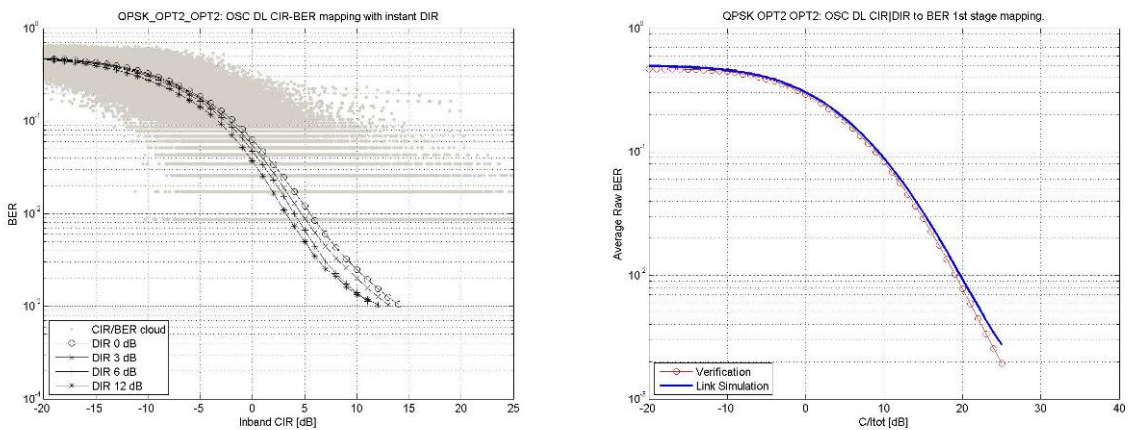 QPSK_OPT2_OPT2: OSC DL CIR-BER mapping with instant DIR
10^0
10^-1
10^-2
10^-3
10^-4
BER
CIR/BER cloud
DIR 0 dB
DIR 3 dB
DIR 6 dB
DIR 12 dB
-20 -15 -10 -5 0 5 10 15 20 25
Inband CIR [dB]
QPSK OPT2 OPT2: OSC DL CIR|DIR to BER 1st stage mapping.
10^0
10^-1
10^-2
10^-3
Average Raw BER
Verification
Link Simulation
-20 -10 0 10 20 30 40
C/Itot [dB]